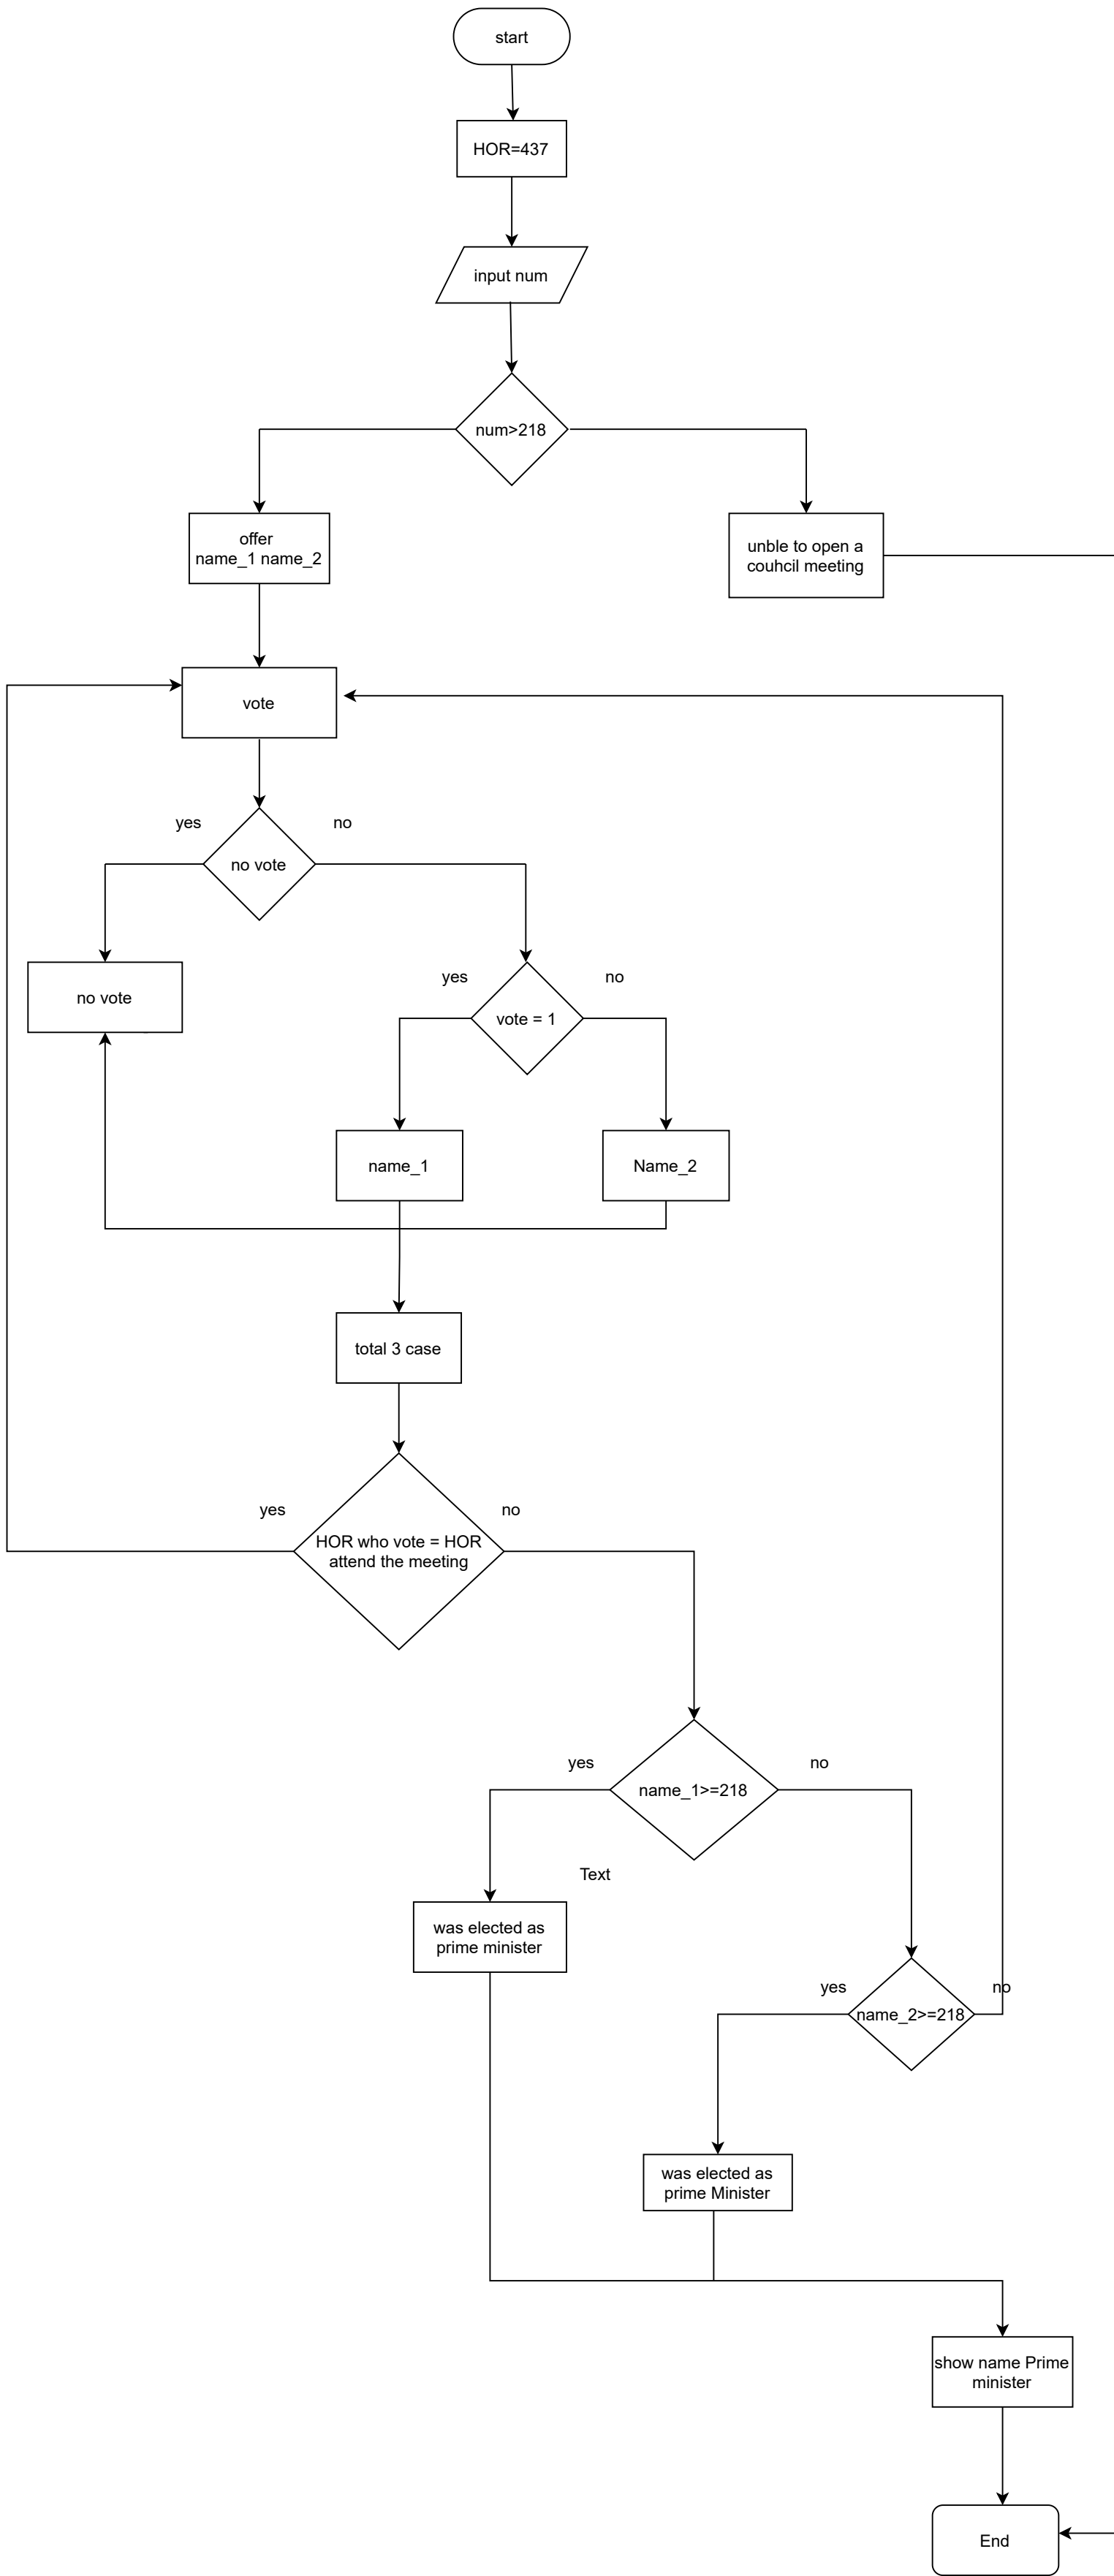 start
HOR=437
input num
num>218
offer
name_1 name_2
unble to open a
couhcil meeting
vote
yes
no
no vote
no vote
yes
no
vote = 1
name_1
Name_2
total 3 case
yes
no
HOR who vote = HOR
attend the meeting
yes
no
name_1>=218
Text
was elected as
prime minister
yes
no
name_2>=218
was elected as
prime Minister
show name Prime
minister
End